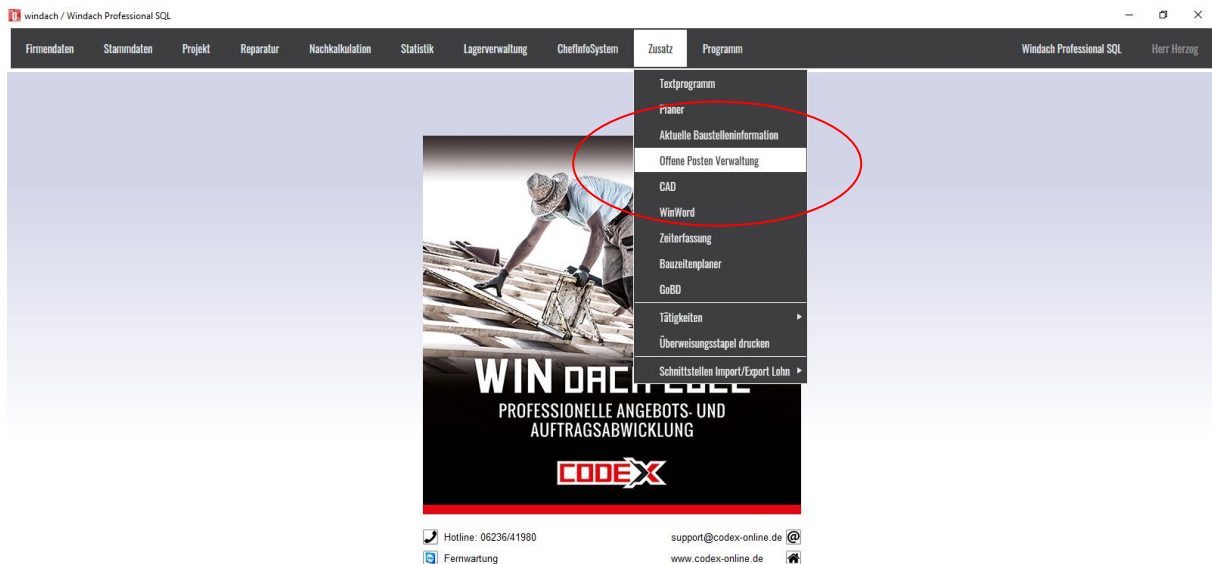 windach / Windach Professional SQL
Firmendaten Stammdaten Projekt Reparatur Nachkalkulation Statistik Lagerverwaltung ChefInfoSystem Zusatz Programm Windach Professional SQL Herr Herzog
Textprogramm
Planer
Aktuelle Baustelleninformation
Offene Posten Verwaltung
CAD
WinWord
Zeiterfassung
Bauzeitenplaner
GoBD
Tätigkeiten
Überweisungsstapel drucken
Schnittstellen Import/Export Lohn
WIN
PROFESSIONELLE ANGEBOTS- UND
AUFTRAGSABWICKLUNG
CODEX
Hotline: 06236/41980 support@codex-online.de @
Fernwartung www.codex-online.de